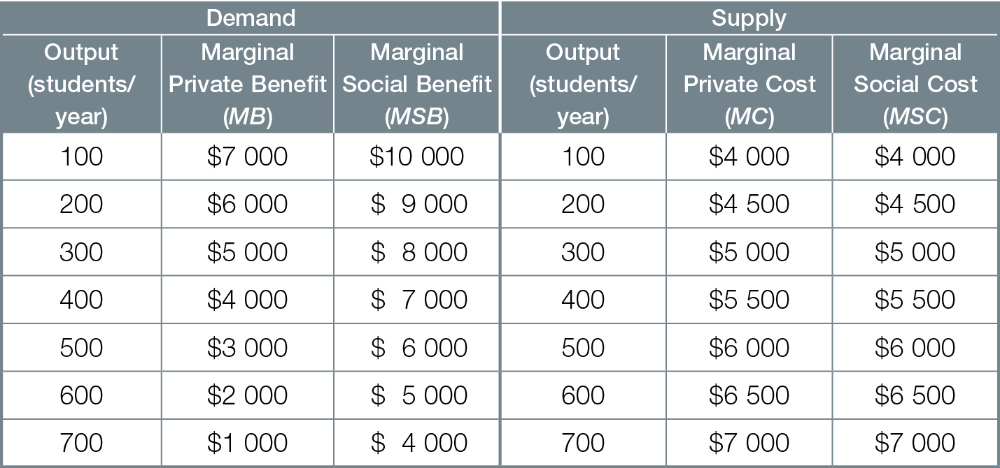 Demand Supply
Output Marginal Marginal Output Marginal Marginal
(students/ Private Benefit Social Benefit (students/ Private Cost Social Cost
year) (MB) (MSB) year) (MC) (MSC)
100 $7 000 $10 000 100 $4 000 $4 000
200 $6 000 $ 9 000 200 $4 500 $4 500
300 $5 000 $ 8 000 300 $5 000 $5 000
400 $4 000 $ 7 000 400 $5 500 $5 500
500 $3 000 $ 6 000 500 $6 000 $6 000
600 $2 000 $ 5 000 600 $6 500 $6 500
700 $1 000 $ 4 000 700 $7 000 $7 000